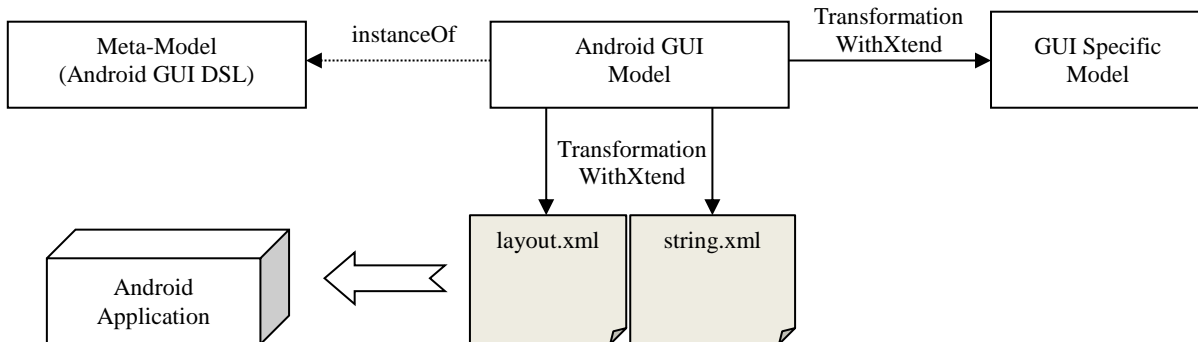 Meta-Model
(Android GUI DSL)
instanceOf
Android GUI
Model
Transformation
WithXtend
GUI Specific
Model
Transformation
WithXtend
layout.xml
string.xml
Android
Application